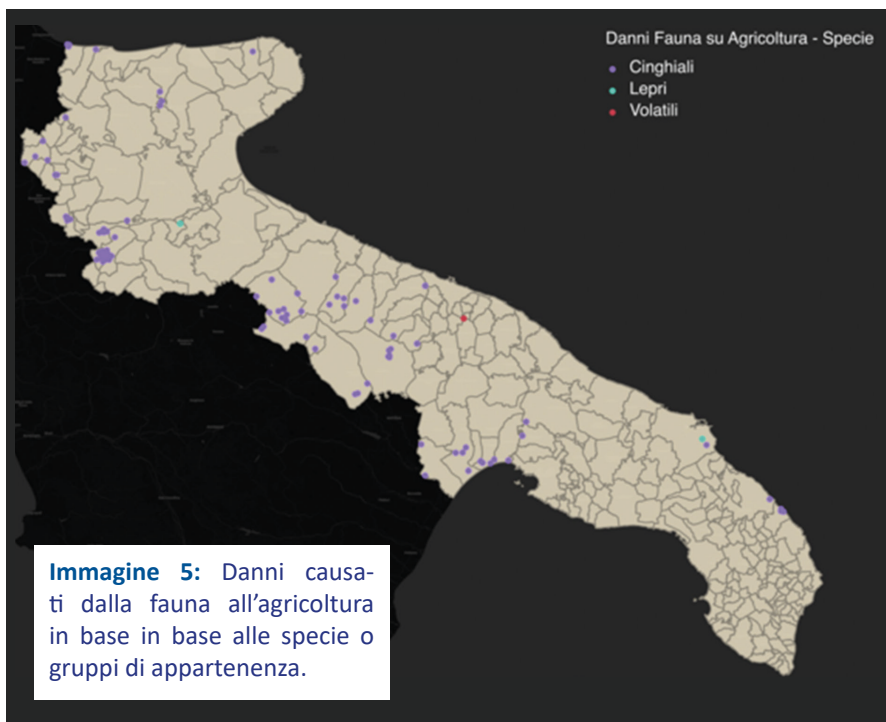 Danni Fauna su Agricoltura - Specie
Cinghiali
Lepri
Volatili
Immagine 5: Danni causa-
ti dalla fauna all’agricoltura
in base in base alle specie o
gruppi di appartenenza.